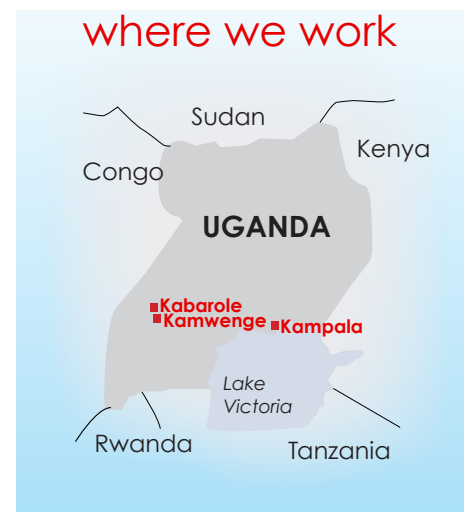 where we work
Sudan
Kenya
Congo
UGANDA
Kabarole
Kamwenge
Kampala
Lake
Victoria
Rwanda
Tanzania